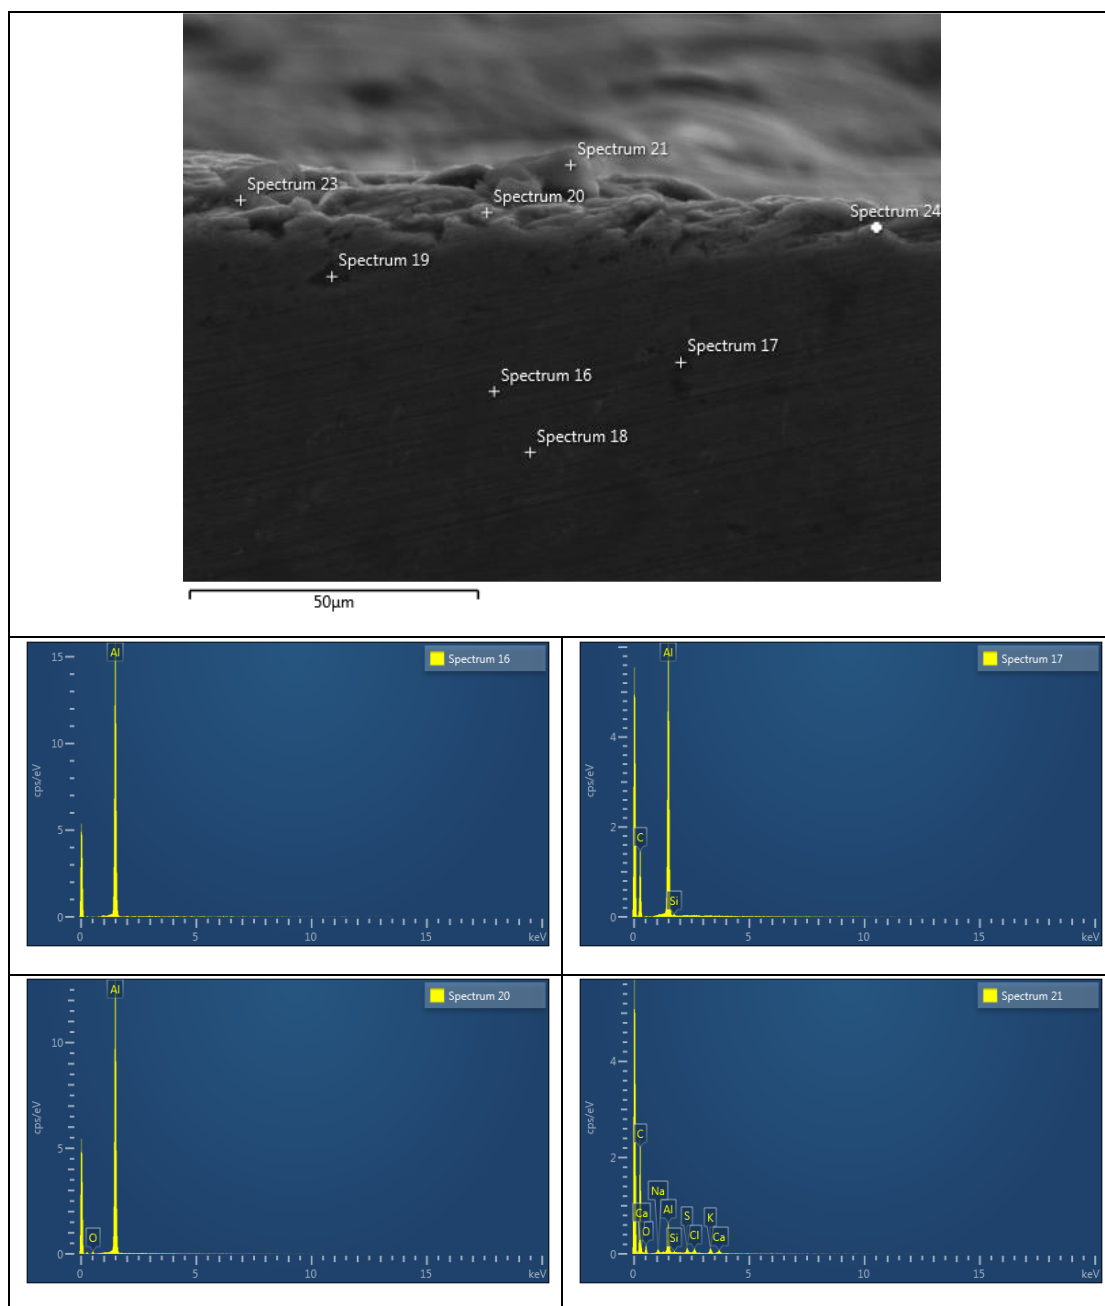 Spectrum 21
Spectrum 23
Spectrum 20
Spectrum 24
Spectrum 19
Spectrum 17
Spectrum 16
Spectrum 18
50µm
Al
Spectrum 16
15
10
5
0
cps/eV
0 5 10 15 keV
Al
Spectrum 17
4
C
2
Si
0
cps/eV
0 5 10 15 keV
Al
Spectrum 20
10
5
O
0
cps/eV
0 5 10 15 keV
Spectrum 21
4
C
2
Na
Ca Al S K
O Si Cl Ca
0
cps/eV
0 5 10 15 keV